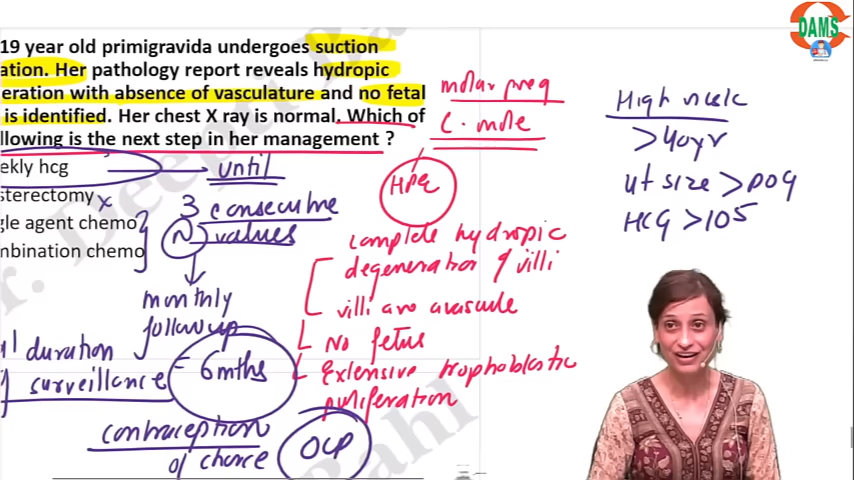 19 year old primigravida undergoes suction
ation. Her pathology report reveals hydropic
eration with absence of vasculature and no fetal
is identified. Her chest X ray is normal. Which of
llowing is the next step in her management ?
ekly hcg
sterectomy x
gle agent chemo
mbination chemo
until
3 consecutive
N values
monthly
followup
l duration
surveillance = 6mths
contraception
of choice
OCP
molar preg
C. mole
HPE
complete hydropic
degeneration of villi
villi are avascular
No fetus
Extensive trophoblastic
proliferation
High risk
>40yr
ut size > POG
HCG > 105
DAMS